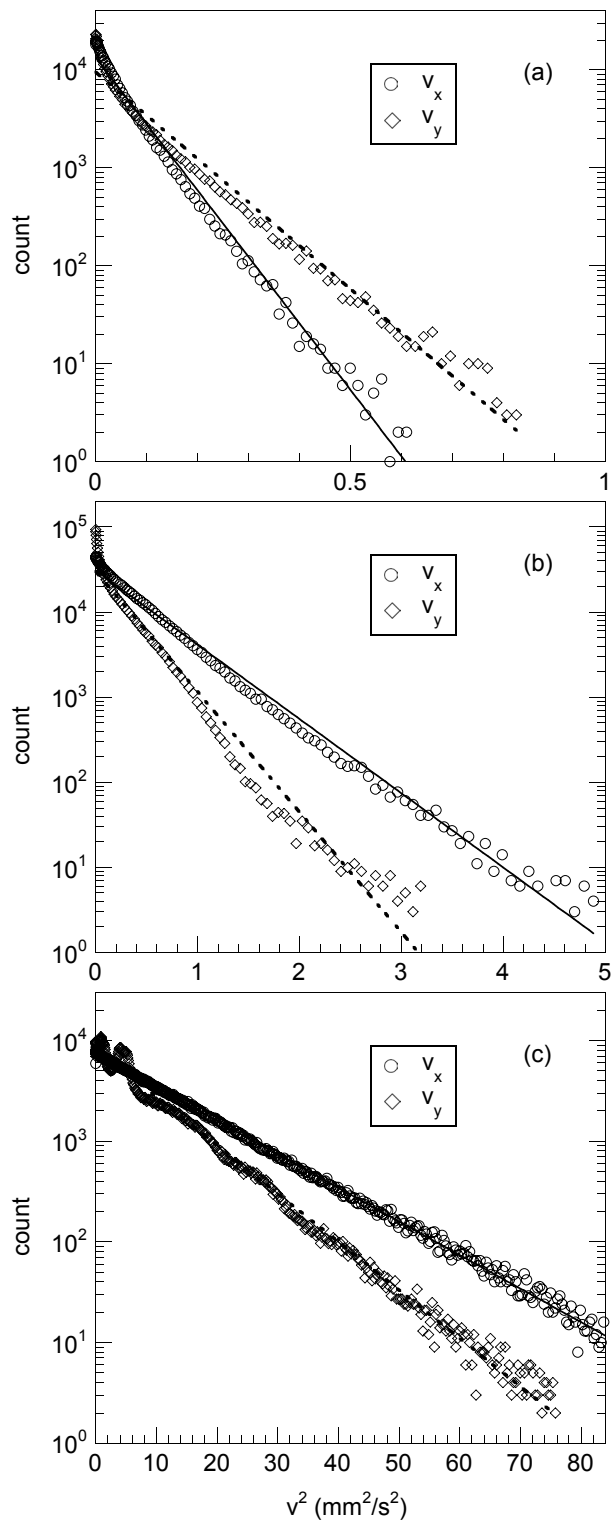 (a)
○ v_x
◇ v_y
count
10^4
10^3
10^2
10^1
10^0
0 0.5 1
(b)
○ v_x
◇ v_y
count
10^5
10^4
10^3
10^2
10^1
10^0
0 1 2 3 4 5
(c)
○ v_x
◇ v_y
count
10^4
10^3
10^2
10^1
10^0
0 10 20 30 40 50 60 70 80
v^2 (mm^2/s^2)